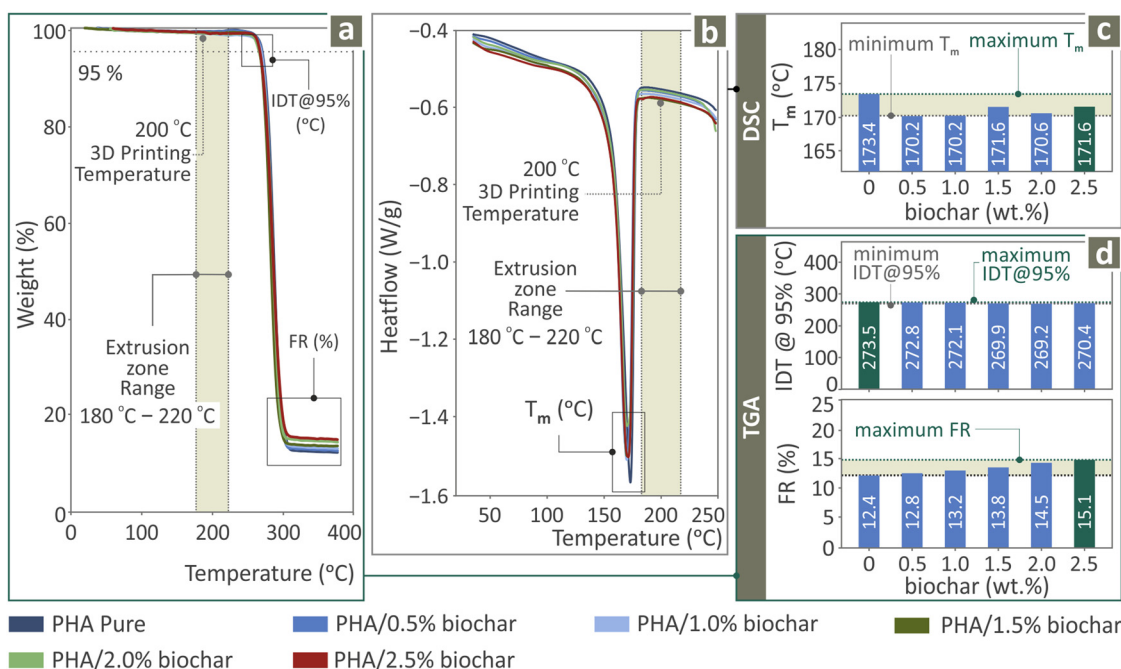 a
100
95 %
80
60
40
20
0
Weight (%)
IDT@95%
(°C)
200 °C
3D Printing
Temperature
Extrusion
zone
Range
180 °C – 220 °C
FR (%)
0 100 200 300 400
Temperature (°C)
b
−0.4
−0.6
−0.8
−1.0
−1.2
−1.4
−1.6
Heatflow (W/g)
200 °C
3D Printing
Temperature
Extrusion
zone
Range
180 °C – 220 °C
Tm (°C)
50 100 150 200 250
Temperature (°C)
DSC
c
minimum Tm
maximum Tm
180
175
170
165
Tm (°C)
173.4 170.2 170.2 171.6 170.6 171.6
0 0.5 1.0 1.5 2.0 2.5
biochar (wt.%)
TGA
d
minimum
IDT@95%
maximum
IDT@95%
400
300
200
100
0
IDT @ 95% (°C)
273.5 272.8 272.1 269.9 269.2 270.4
25
20
15
10
5
0
FR (%)
maximum FR
12.4 12.8 13.2 13.8 14.5 15.1
0 0.5 1.0 1.5 2.0 2.5
biochar (wt.%)
PHA Pure
PHA/0.5% biochar
PHA/1.0% biochar
PHA/1.5% biochar
PHA/2.0% biochar
PHA/2.5% biochar